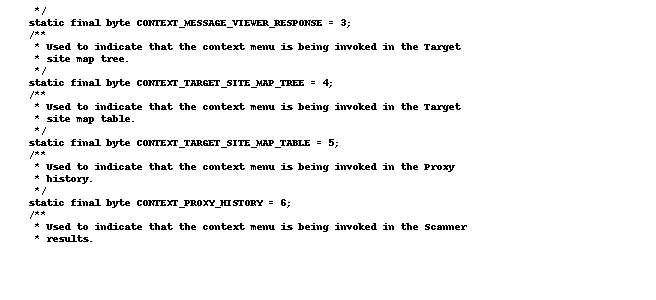 */
static final byte CONTEXT_MESSAGE_VIEWER_RESPONSE = 3;
/**
* Used to indicate that the context menu is being invoked in the Target
* site map tree.
*/
static final byte CONTEXT_TARGET_SITE_MAP_TREE = 4;
/**
* Used to indicate that the context menu is being invoked in the Target
* site map table.
*/
static final byte CONTEXT_TARGET_SITE_MAP_TABLE = 5;
/**
* Used to indicate that the context menu is being invoked in the Proxy
* history.
*/
static final byte CONTEXT_PROXY_HISTORY = 6;
/**
* Used to indicate that the context menu is being invoked in the Scanner
* results.